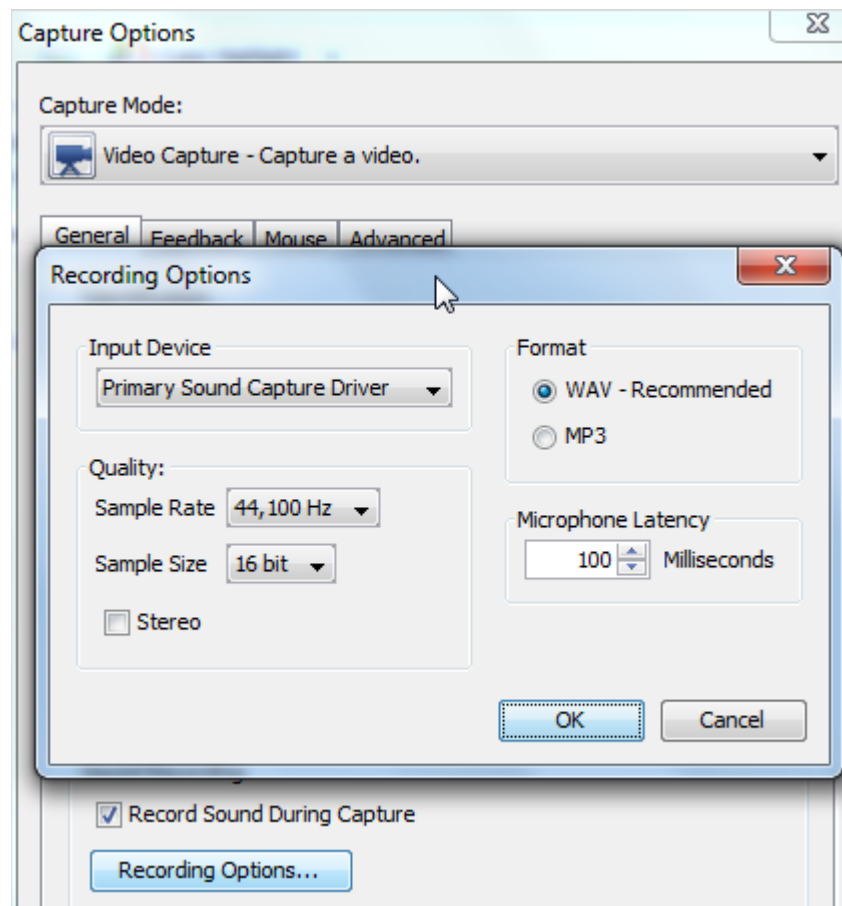 Capture Options
Capture Mode:
Video Capture - Capture a video.
General Feedback Mouse Advanced
Recording Options
Input Device
Primary Sound Capture Driver
Format
WAV - Recommended
MP3
Quality:
Sample Rate 44,100 Hz
Sample Size 16 bit
Stereo
Microphone Latency
100 Milliseconds
OK Cancel
Record Sound During Capture
Recording Options...